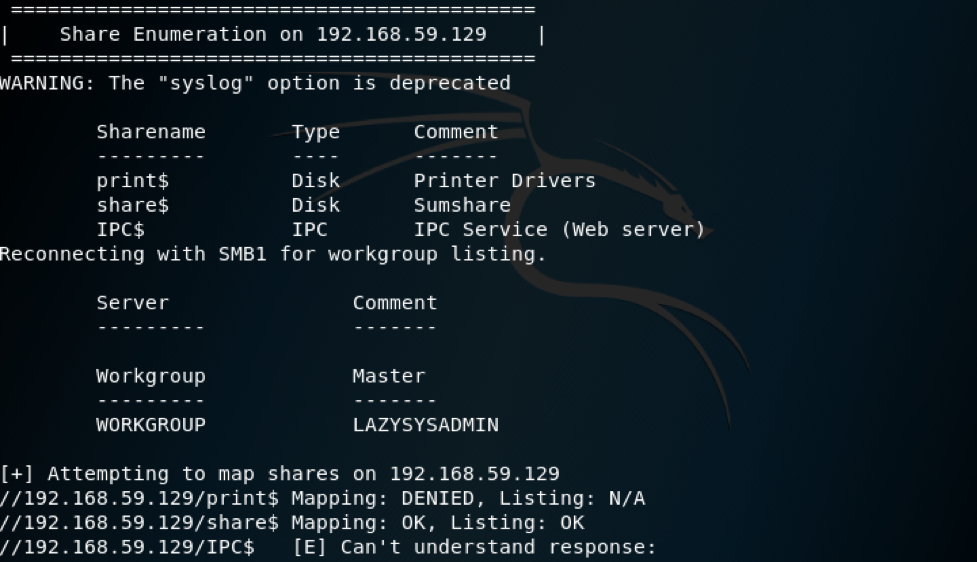 ===========================================
|    Share Enumeration on 192.168.59.129    |
===========================================
WARNING: The "syslog" option is deprecated
Sharename       Type      Comment
---------       ----      -------
print$          Disk      Printer Drivers
share$          Disk      Sumshare
IPC$            IPC       IPC Service (Web server)
Reconnecting with SMB1 for workgroup listing.
Server               Comment
---------            -------
Workgroup            Master
---------            -------
WORKGROUP            LAZYSYSADMIN
[+] Attempting to map shares on 192.168.59.129
//192.168.59.129/print$ Mapping: DENIED, Listing: N/A
//192.168.59.129/share$ Mapping: OK, Listing: OK
//192.168.59.129/IPC$   [E] Can't understand response: